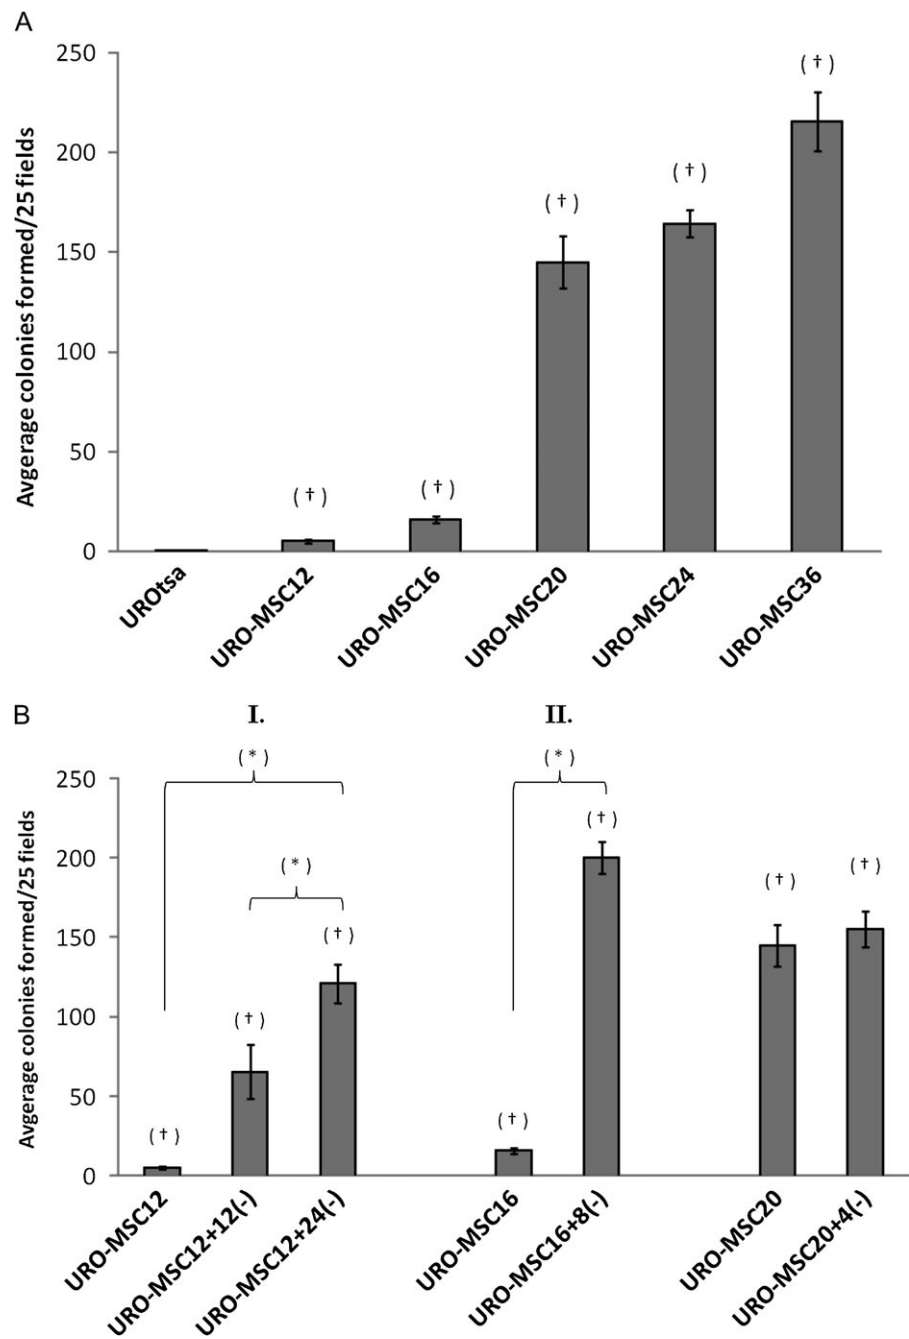 A
Avgerage colonies formed/25 fields
250
200
150
100
50
0
( † )
( † )
( † )
( † )
( † )
UROtsa
URO-MSC12
URO-MSC16
URO-MSC20
URO-MSC24
URO-MSC36
B
I.
II.
Avgerage colonies formed/25 fields
250
200
150
100
50
0
( * )
( * )
( * )
( † )
( † )
( † )
( † )
( † )
( † )
( † )
URO-MSC12
URO-MSC12+12(-)
URO-MSC12+24(-)
URO-MSC16
URO-MSC16+8(-)
URO-MSC20
URO-MSC20+4(-)